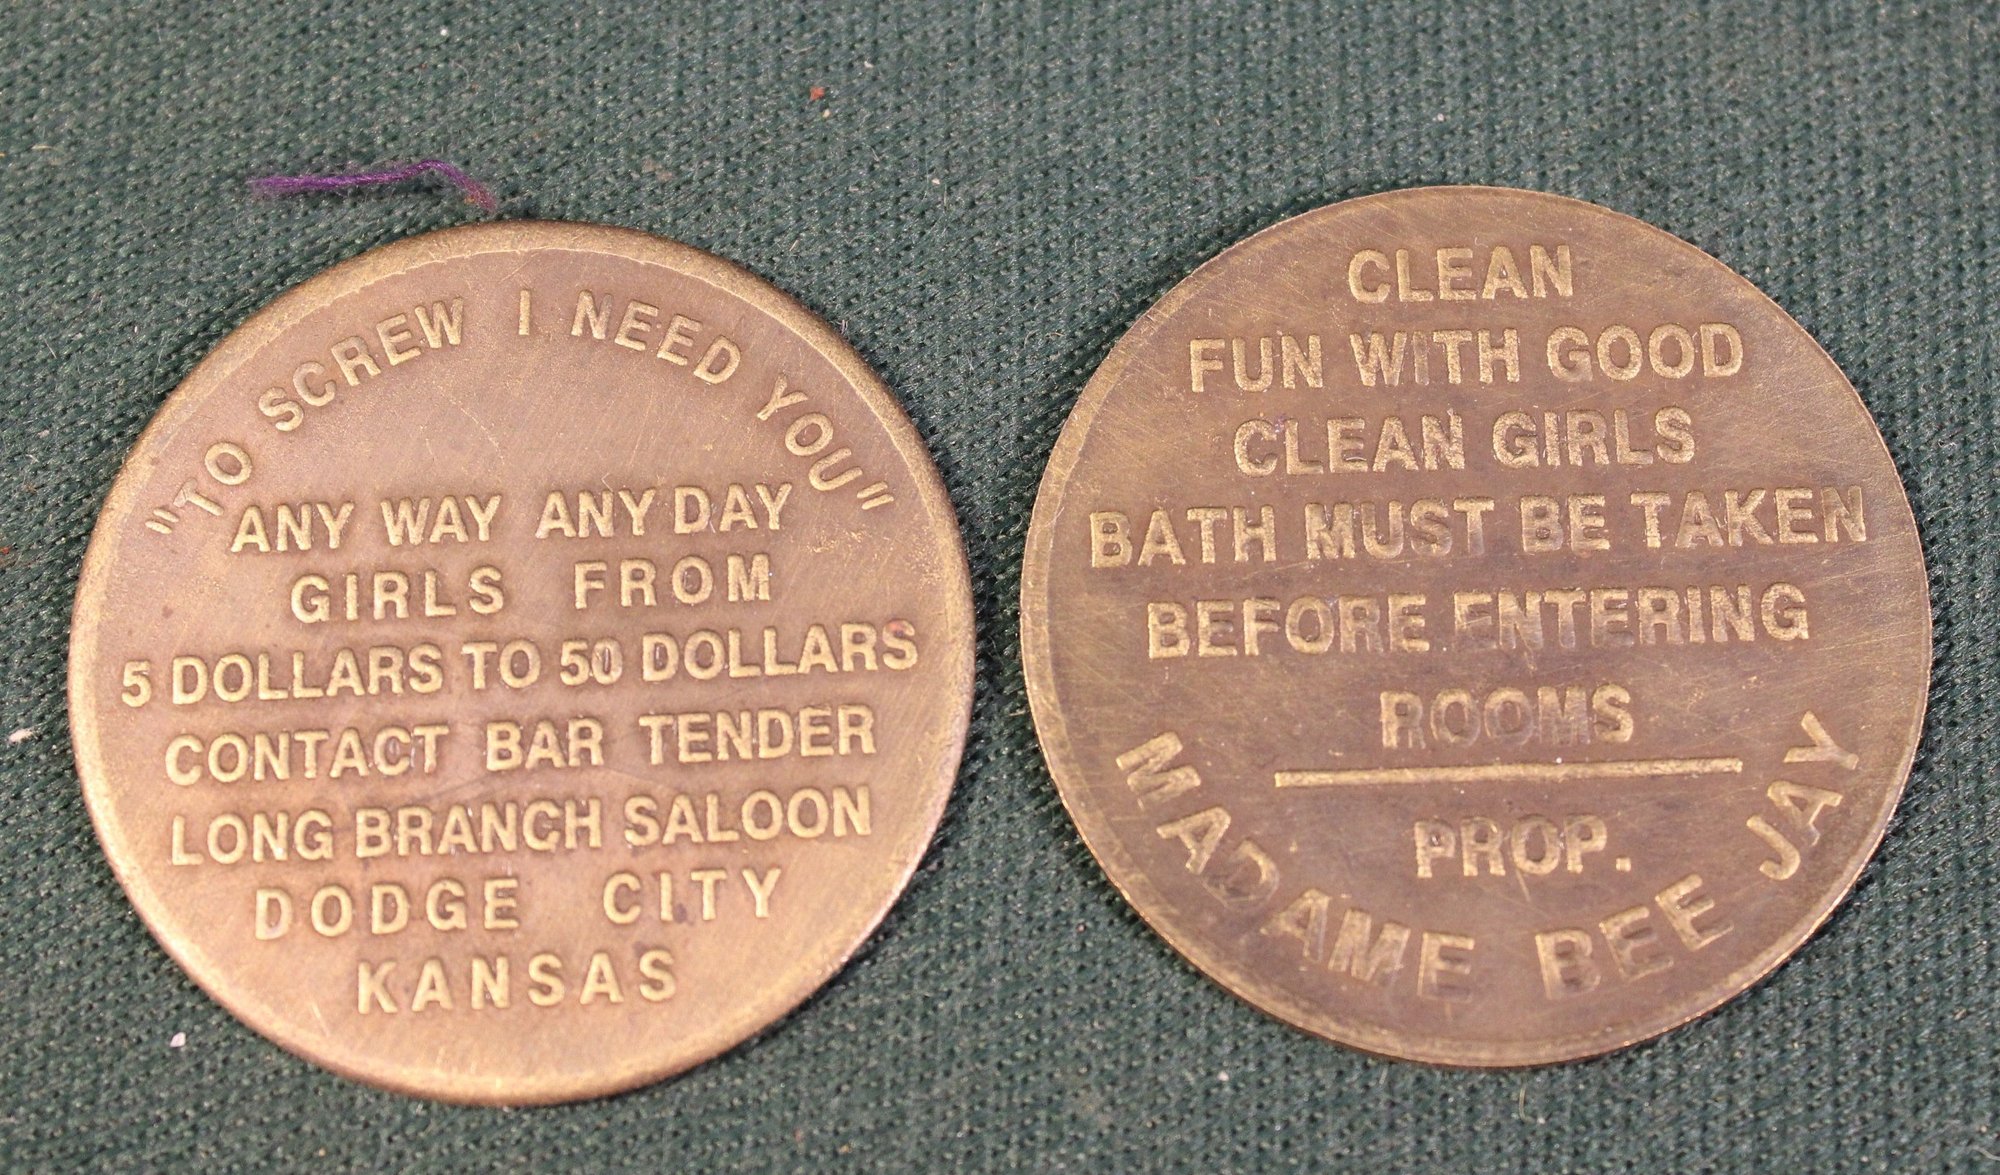 "TO SCREW I NEED YOU"
ANY WAY ANY DAY
GIRLS FROM
5 DOLLARS TO 50 DOLLARS
CONTACT BAR TENDER
LONG BRANCH SALOON
DODGE CITY
KANSAS
CLEAN
FUN WITH GOOD
CLEAN GIRLS
BATH MUST BE TAKEN
BEFORE ENTERING
ROOMS
PROP.
MADAME BEE JAY